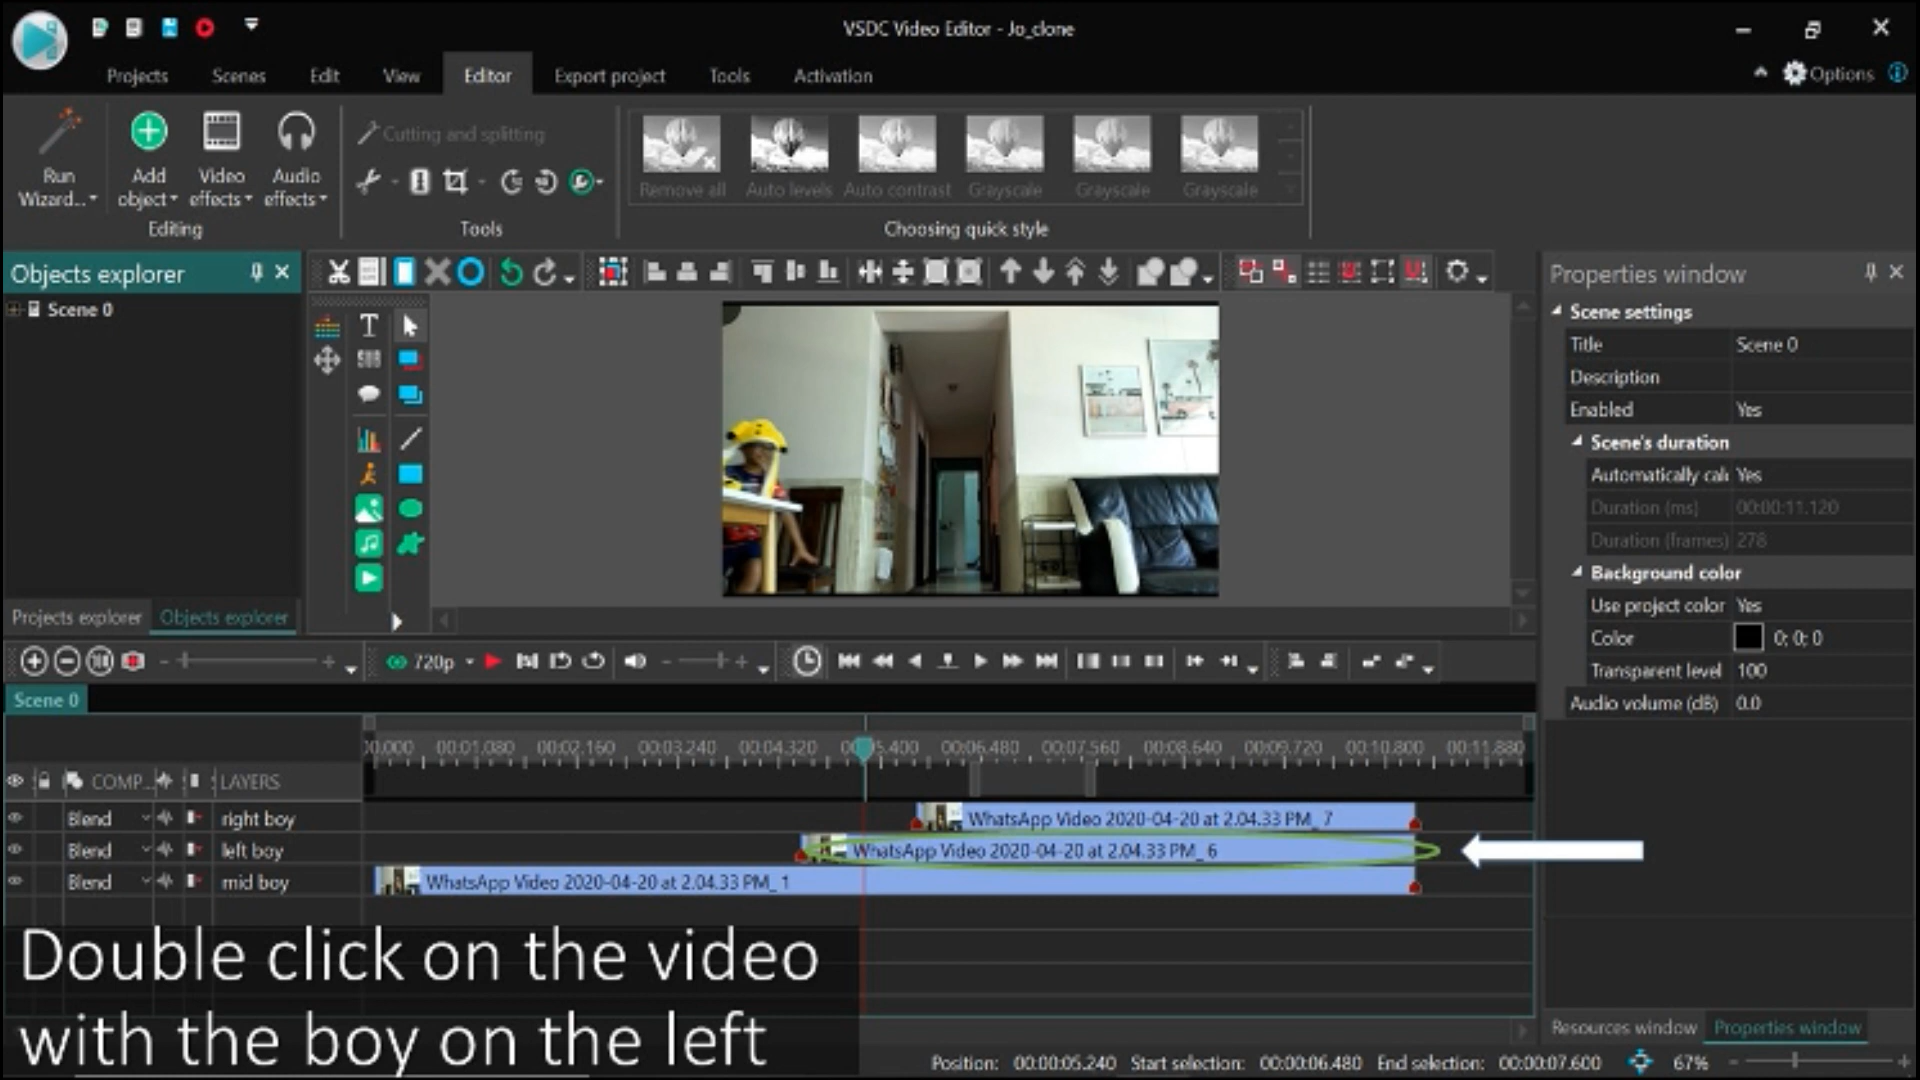 VSDC Video Editor - Jo_clone
Projects Scenes Edit View Editor Export project Tools Activation Options
Cutting and splitting
Run Wizard... Add object Video effects Audio effects
Remove all Auto levels Auto contrast Grayscale Grayscale Grayscale
Editing Tools Choosing quick style
Objects explorer
Scene 0
Projects explorer Objects explorer
Properties window
Scene settings
Title Scene 0
Description
Enabled Yes
Scene's duration
Automatically cal Yes
Duration (ms) 00:00:11.120
Duration (frames) 278
Background color
Use project color Yes
Color 0; 0; 0
Transparent level 100
Audio volume (dB) 0.0
720p
Scene 0
00:01.080 00:02.160 00:03.240 00:04.320 00:06.480 00:07.560 00:08.640 00:09.720 00:10.800 00:11.880
COMP... LAYERS
Blend right boy WhatsApp Video 2020-04-20 at 2.04.33 PM_ 7
Blend left boy WhatsApp Video 2020-04-20 at 2.04.33 PM_ 6
Blend mid boy WhatsApp Video 2020-04-20 at 2.04.33 PM_ 1
Double click on the video
with the boy on the left
Resources window Properties window
Position: 00:00:05.240 Start selection: 00:00:06.480 End selection: 00:00:07.600 67%